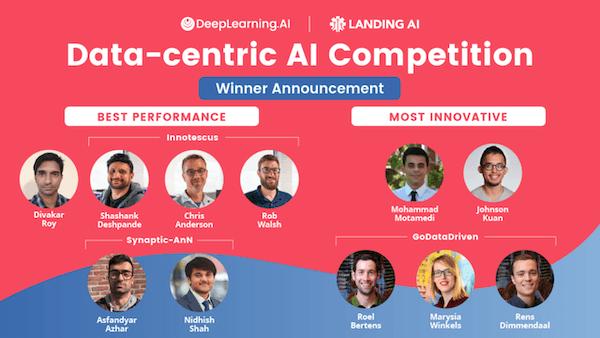 DeepLearning.AI
LANDING AI
Data-centric AI Competition
Winner Announcement
BEST PERFORMANCE
Innotescus
Divakar
Roy
Shashank
Deshpande
Chris
Anderson
Rob
Walsh
Synaptic-AnN
Asfandyar
Azhar
Nidhish
Shah
MOST INNOVATIVE
Mohammad
Motamedi
Johnson
Kuan
GoDataDriven
Roel
Bertens
Marysia
Winkels
Rens
Dimmendaal